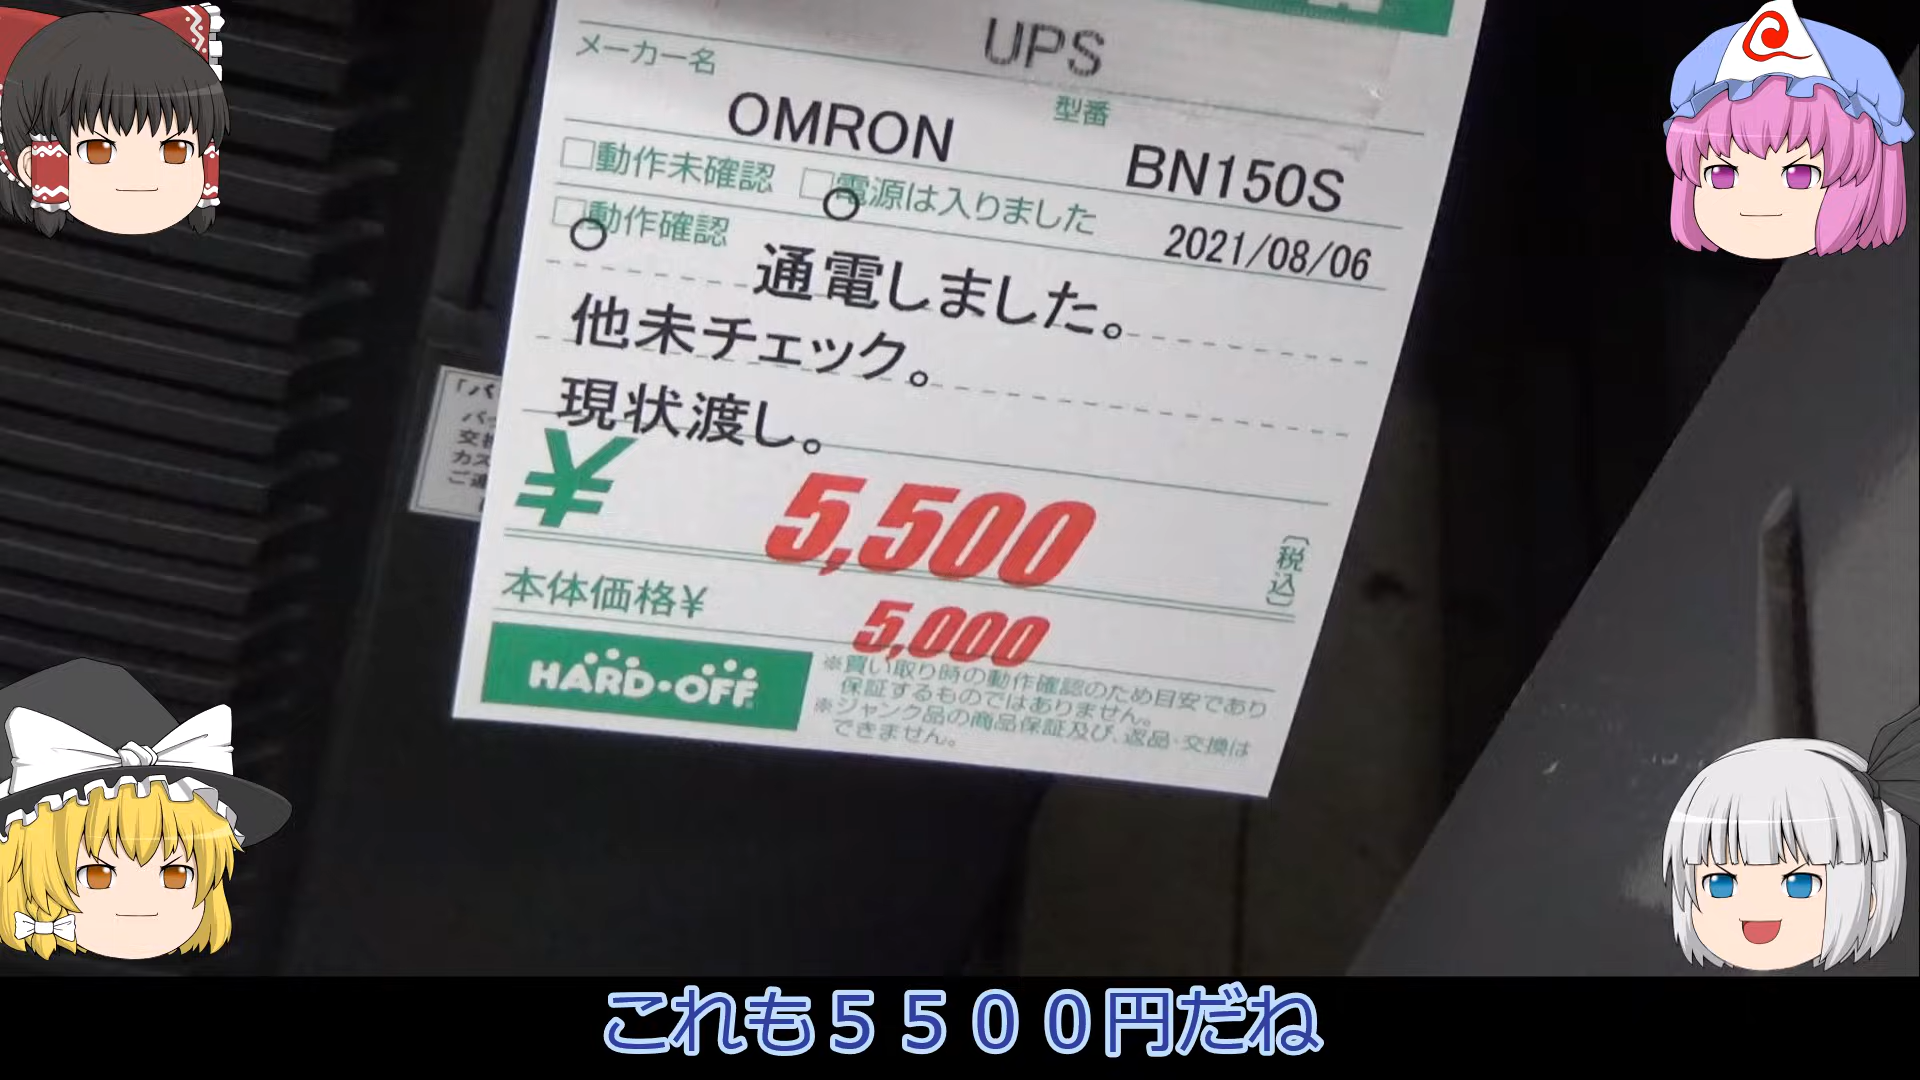 UPS
メーカー名
型番
OMRON
BN150S
□動作未確認 □電源は入りました
□動作確認
2021/08/06
通電しました。
他未チェック。
現状渡し。
¥ 5,500
(税込)
本体価格¥ 5,000
HARD・OFF
※買い取り時の動作確認のため目安であり
保証するものではありません。
※ジャンク品の商品保証及び、返品・交換は
できません。
これも５５００円だね